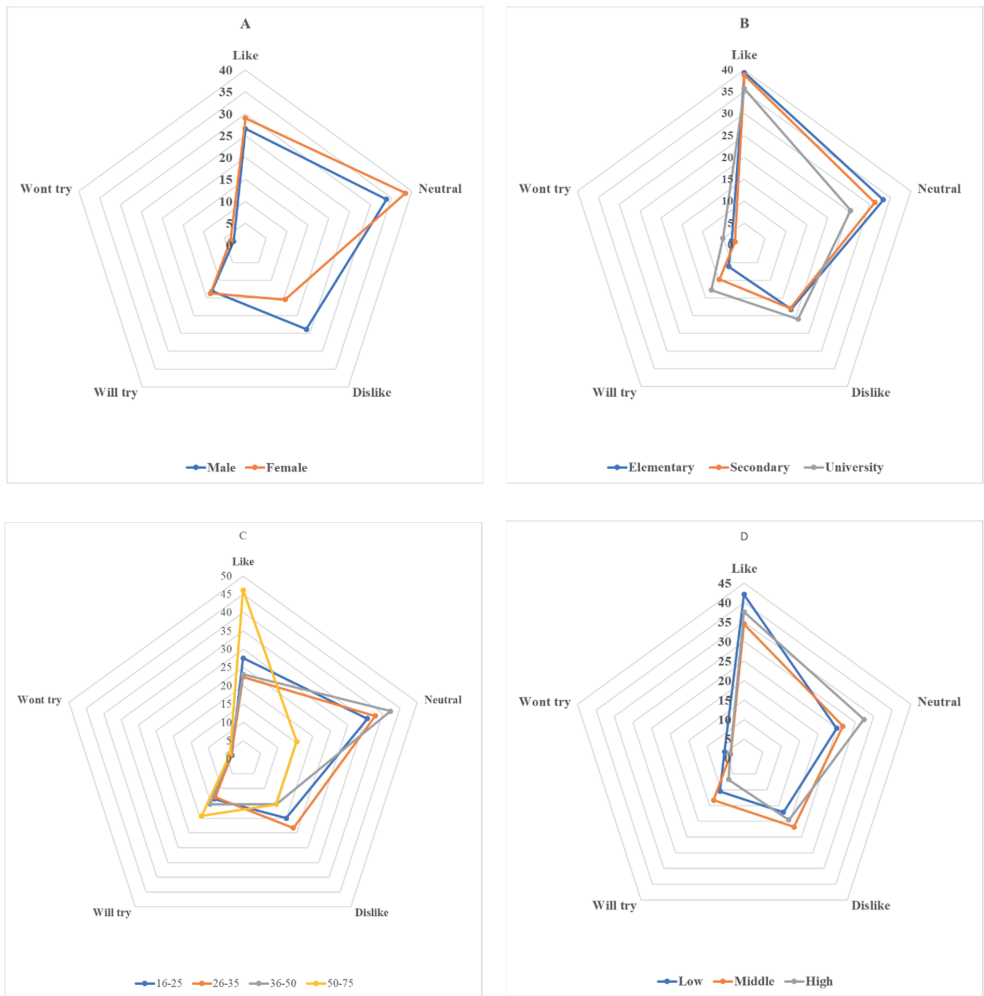 A
Like
40
35
30
25
20
15
10
5
0
Wont try
Neutral
Will try
Dislike
Male Female
B
Like
40
35
30
25
20
15
10
5
0
Wont try
Neutral
Will try
Dislike
Elementary Secondary University
C
Like
50
45
40
35
30
25
20
15
10
5
0
Wont try
Neutral
Will try
Dislike
16-25 26-35 36-50 50-75
D
Like
45
40
35
30
25
20
15
10
5
0
Wont try
Neutral
Will try
Dislike
Low Middle High